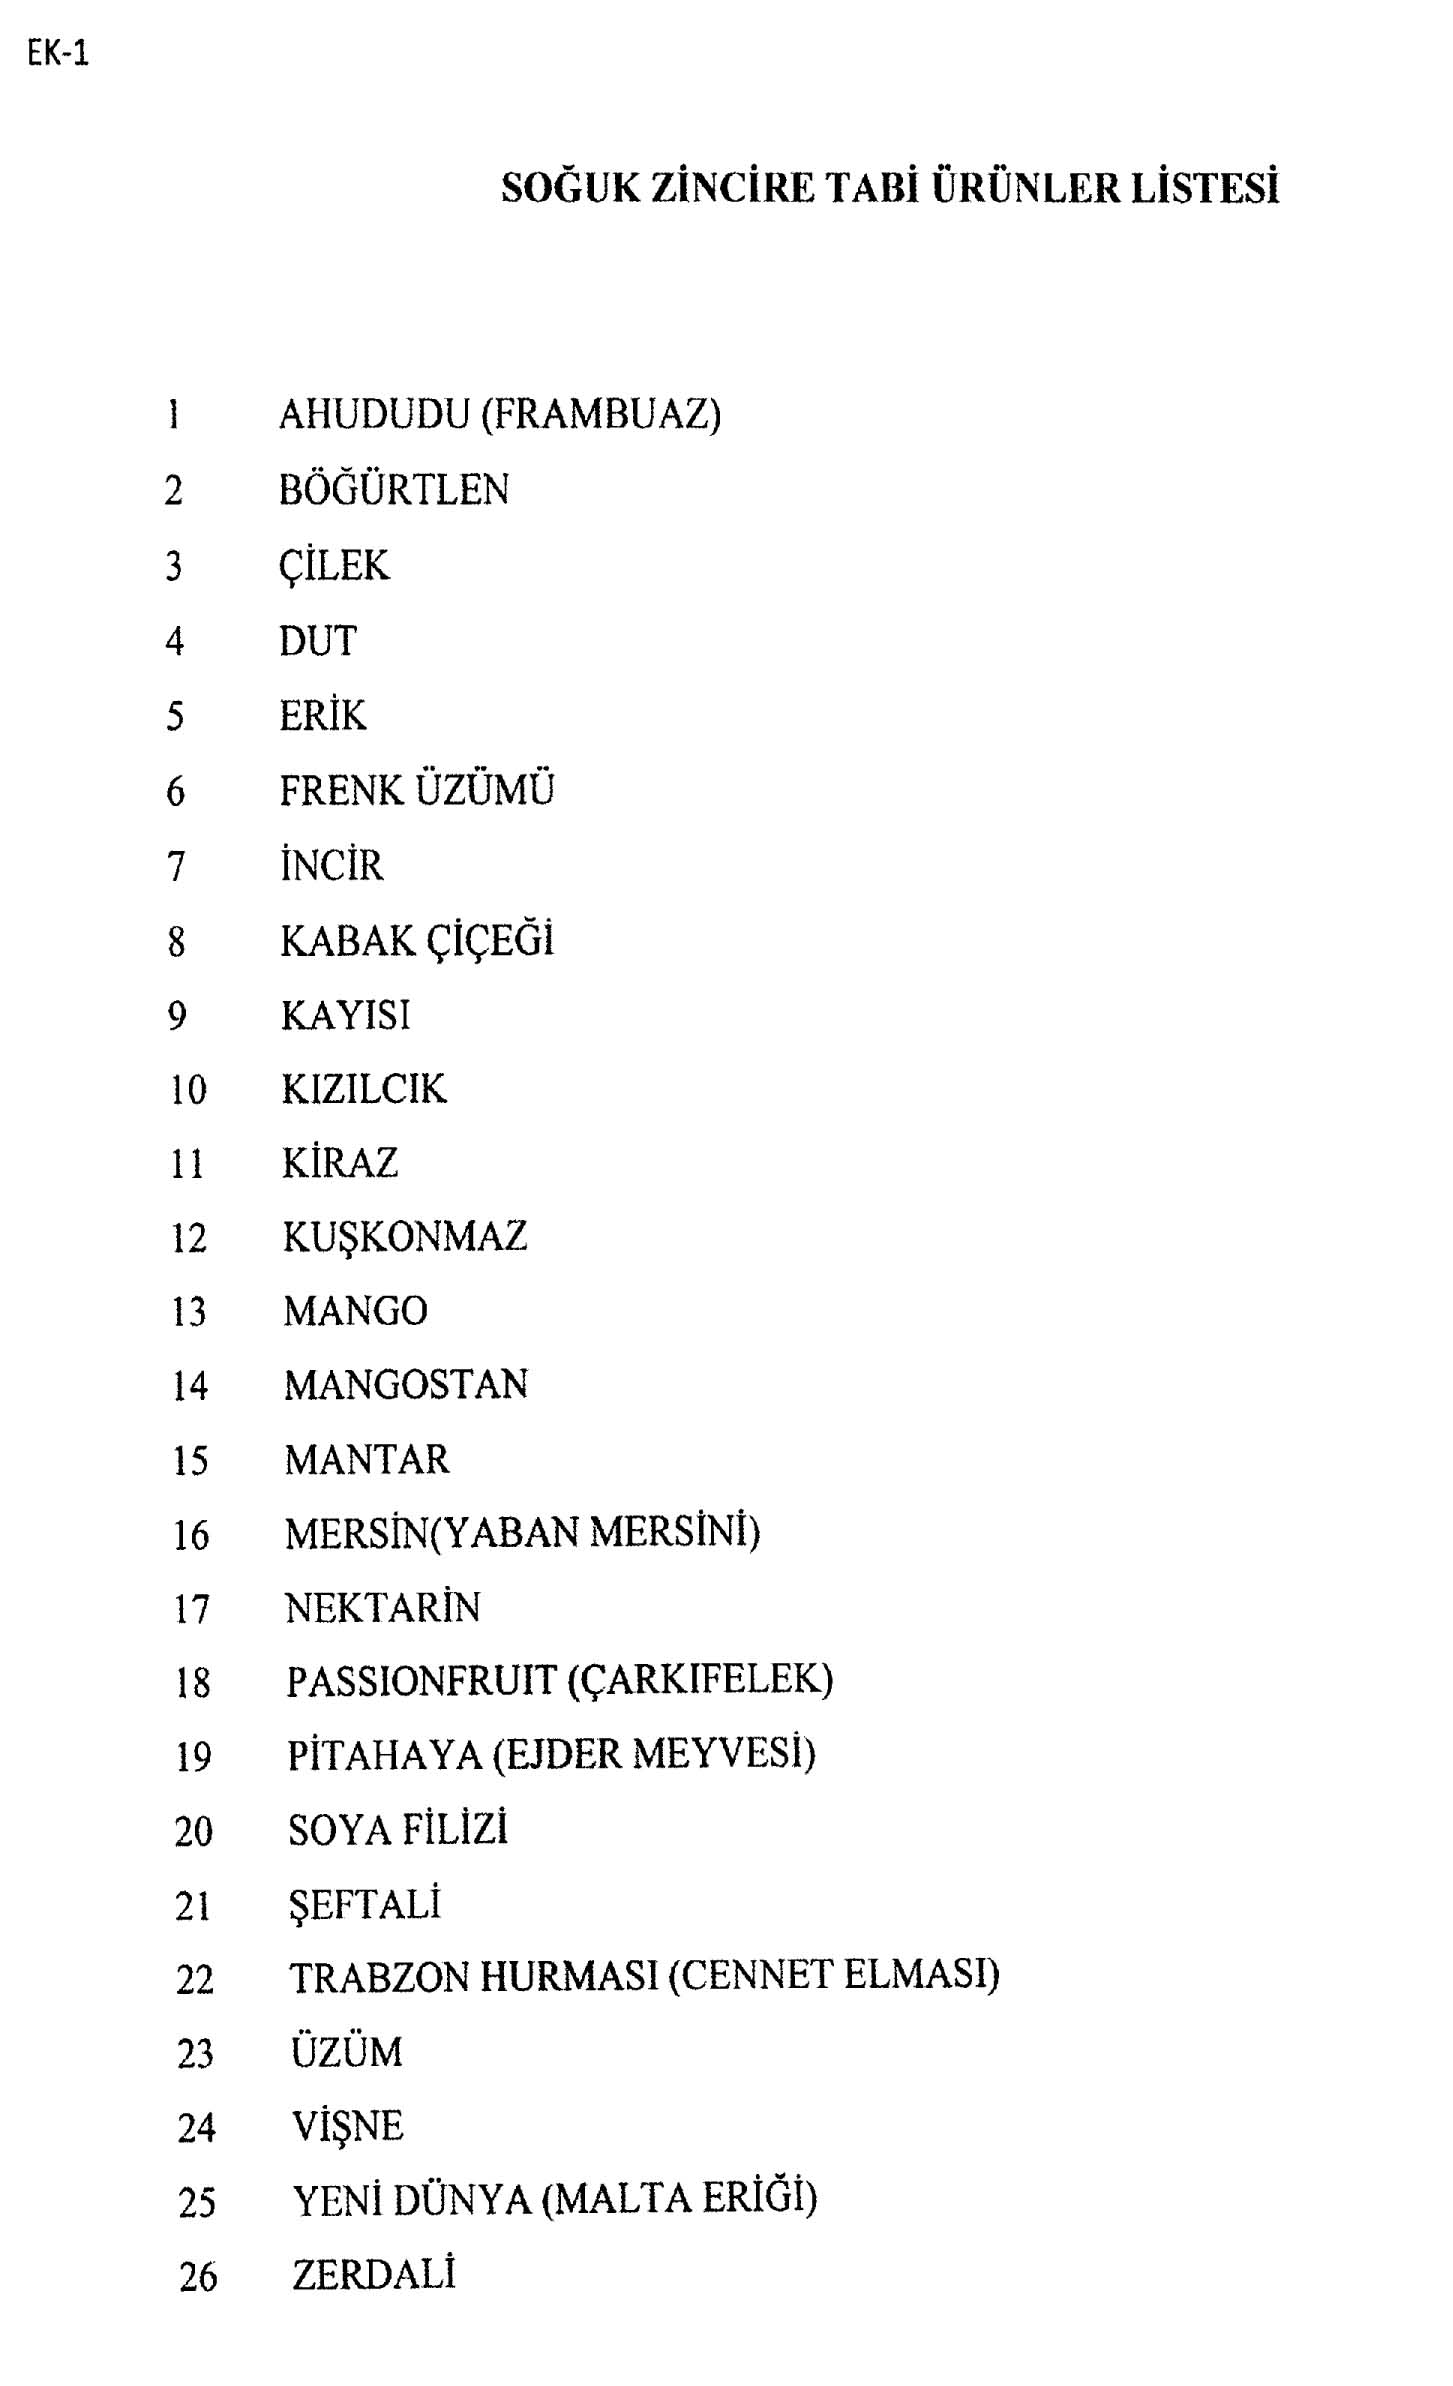 EK-1
SOĞUK ZİNCİRE TABİ ÜRÜNLER LİSTESİ
1 AHUDUDU (FRAMBUAZ)
2 BÖĞÜRTLEN
3 ÇİLEK
4 DUT
5 ERİK
6 FRENK ÜZÜMÜ
7 İNCİR
8 KABAK ÇİÇEĞİ
9 KAYISI
10 KIZILCIK
11 KİRAZ
12 KUŞKONMAZ
13 MANGO
14 MANGOSTAN
15 MANTAR
16 MERSİN(YABAN MERSİNİ)
17 NEKTARİN
18 PASSIONFRUIT (ÇARKIFELEK)
19 PİTAHAYA (EJDER MEYVESİ)
20 SOYA FİLİZİ
21 ŞEFTALİ
22 TRABZON HURMASI (CENNET ELMASI)
23 ÜZÜM
24 VİŞNE
25 YENİ DÜNYA (MALTA ERİĞİ)
26 ZERDALİ